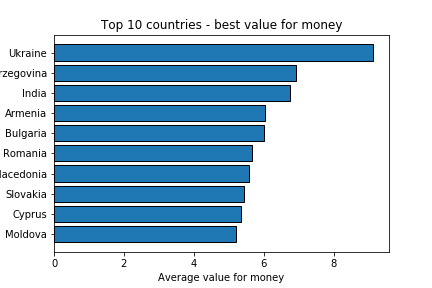 Top 10 countries - best value for money
Ukraine
rzegovina
India
Armenia
Bulgaria
Romania
lacedonia
Slovakia
Cyprus
Moldova
0 2 4 6 8
Average value for money